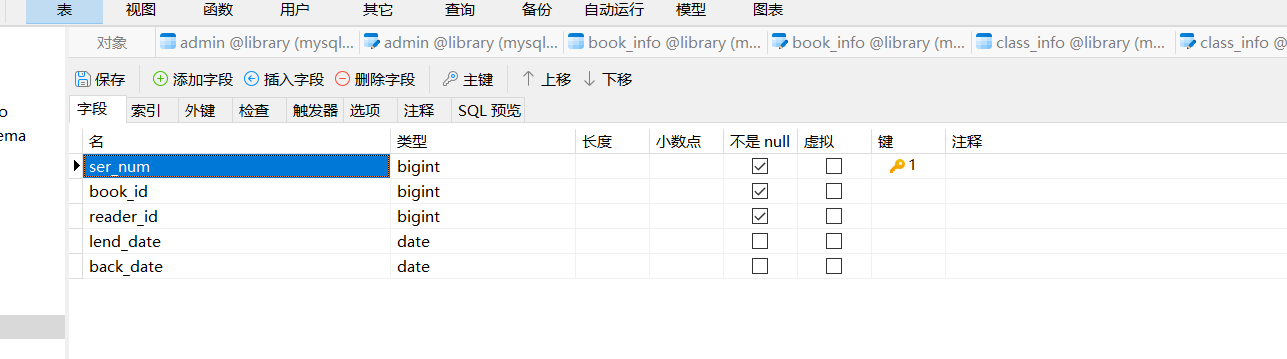 表 视图 函数 用户 其它 查询 备份 自动运行 模型 图表
对象 admin @library (mysql... admin @library (mysql... book_info @library (m... book_info @library (m... class_info @library (m... class_info @
保存 添加字段 插入字段 删除字段 主键 上移 下移
字段 索引 外键 检查 触发器 选项 注释 SQL 预览
o
ema
名 类型 长度 小数点 不是 null 虚拟 键 注释
ser_num bigint 1
book_id bigint
reader_id bigint
lend_date date
back_date date